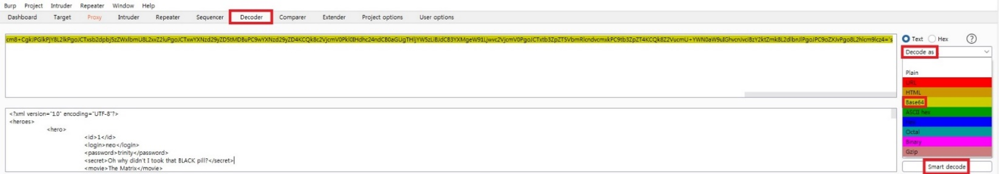 Burp Project Intruder Repeater Window Help
Dashboard Target Proxy Intruder Repeater Sequencer Decoder Comparer Extender Project options User options
cm8+CgkJPGlkPjY8L2lkPgoJCTxsb2dpbj5zZWxlbmU8L2xvZ2luPgoJCTxwYXNzd29yZD5tMDBuPC9wYXNzd29yZD4KCQk8c2VjcmV0Pkl0IHdhc24ndCB0aGUgTHljYW5zLiBJdCB3YXMgeW91Ljwvc2VjcmV0PgoJCTxtb3ZpZT5VbmRlcndvcmxkPC9tb3ZpZT4KCQk8Z2VucmU+YWN0aW9uIGhvcnJvciBzY2ktZmk8L2dlbnJlPgoJPC9oZXJvPgo8L2hlcm9lcz4='s
Text Hex ?
Decode as
Plain
URL
HTML
Base64
ASCII hex
Hex
Octal
Binary
Gzip
Smart decode
<?xml version="1.0" encoding="UTF-8"?>
<heroes>
<hero>
<id>1</id>
<login>neo</login>
<password>trinity</password>
<secret>Oh why didn't I took that BLACK pill?</secret>
<movie>The Matrix</movie>